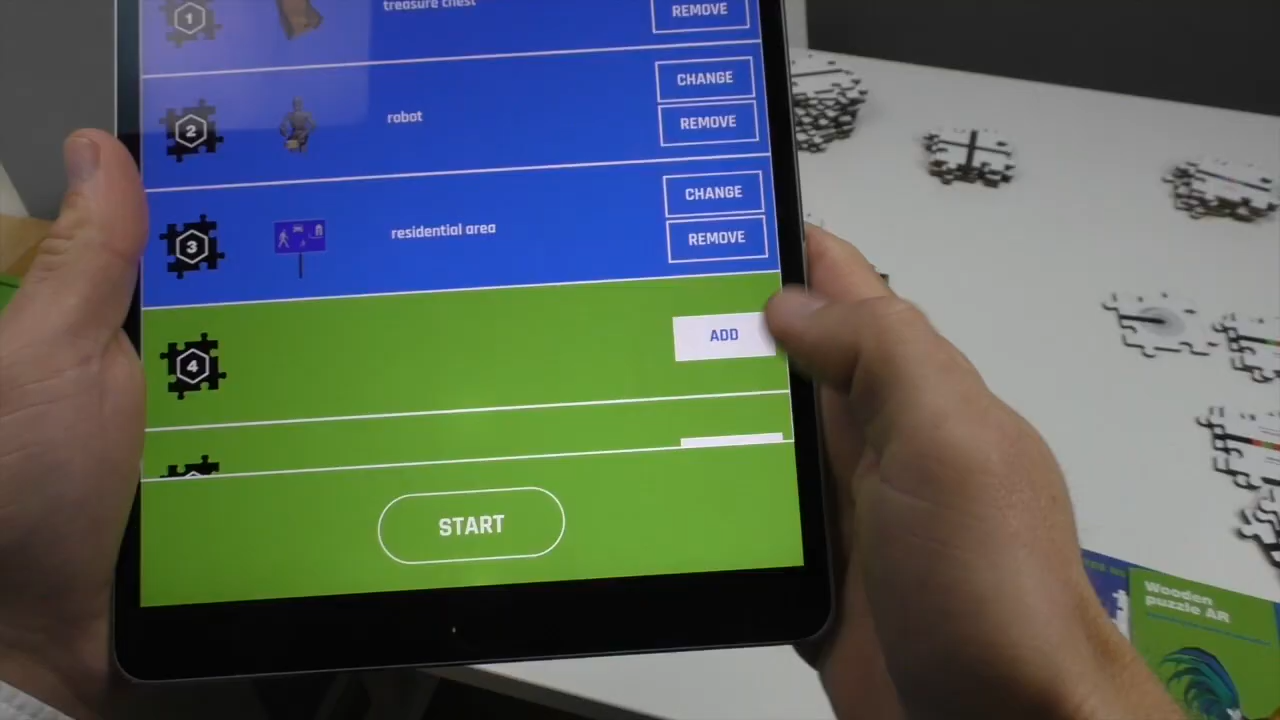 1
treasure chest
REMOVE
2
robot
CHANGE
REMOVE
3
residential area
CHANGE
REMOVE
4
ADD
START
Wooden
puzzle AR